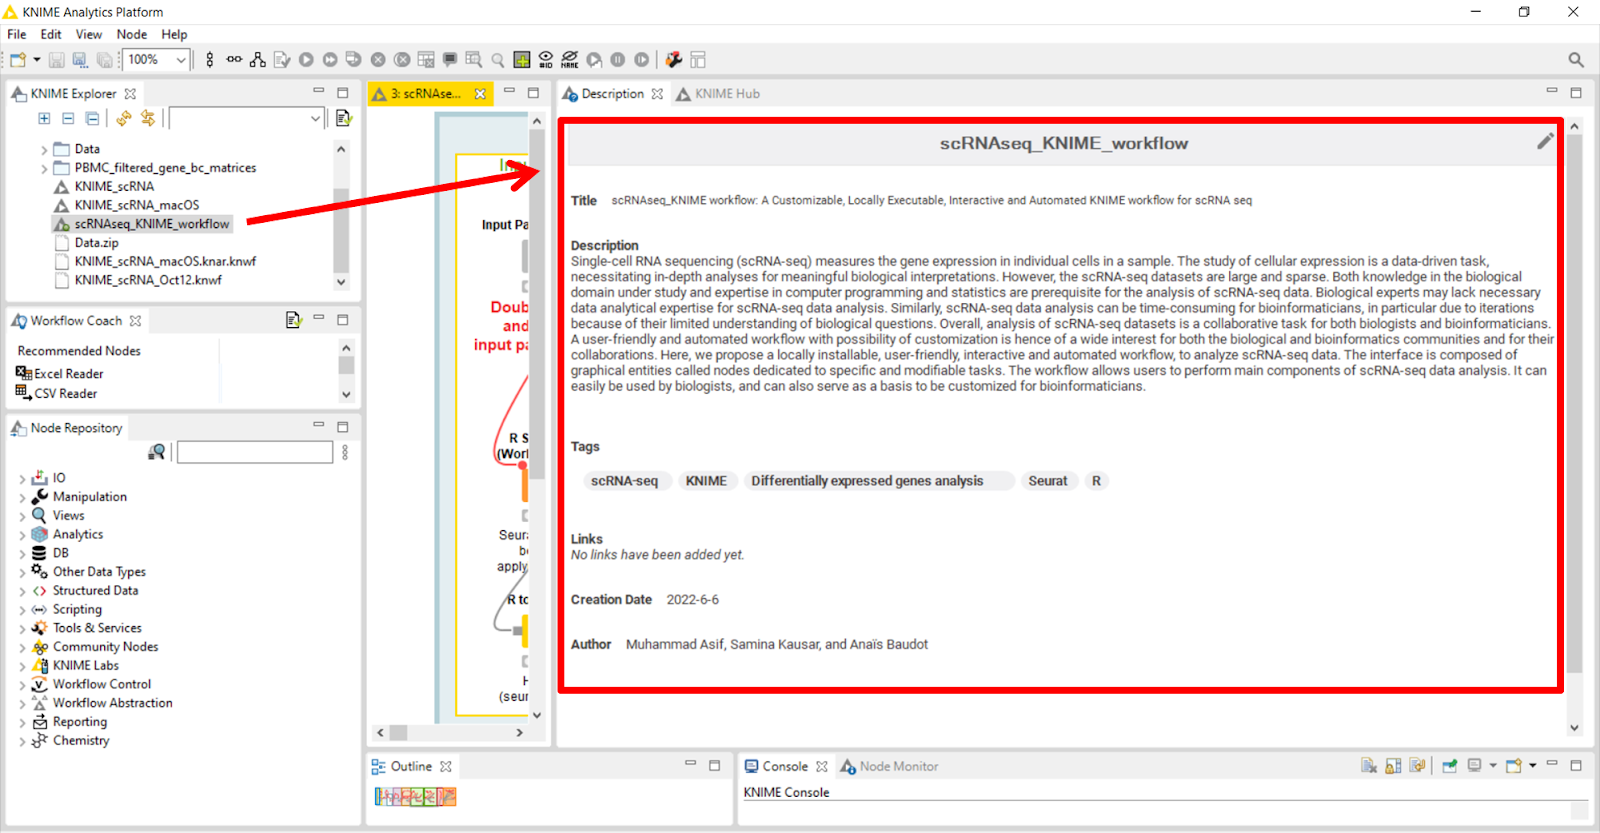 KNIME Analytics Platform
File Edit View Node Help
100%
#ID
NAME
KNIME Explorer
Data
PBMC_filtered_gene_bc_matrices
KNIME_scRNA
KNIME_scRNA_macOS
scRNAseq_KNIME_workflow
Data.zip
KNIME_scRNA_macOS.knar.knwf
KNIME_scRNA_Oct12.knwf
Workflow Coach
Recommended Nodes
Excel Reader
CSV Reader
Node Repository
IO
Manipulation
Views
Analytics
DB
Other Data Types
Structured Data
Scripting
Tools & Services
Community Nodes
KNIME Labs
Workflow Control
Workflow Abstraction
Reporting
Chemistry
3: scRNAse...
Input Pa
Doub
and
input pa
R S
(Work
Seura
be
apply,
R to
H
(seur
Outline
Description
KNIME Hub
scRNAseq_KNIME_workflow
Title scRNAseq_KNIME workflow: A Customizable, Locally Executable, Interactive and Automated KNIME workflow for scRNA seq
Description
Single-cell RNA sequencing (scRNA-seq) measures the gene expression in individual cells in a sample. The study of cellular expression is a data-driven task,
necessitating in-depth analyses for meaningful biological interpretations. However, the scRNA-seq datasets are large and sparse. Both knowledge in the biological
domain under study and expertise in computer programming and statistics are prerequisite for the analysis of scRNA-seq data. Biological experts may lack necessary
data analytical expertise for scRNA-seq data analysis. Similarly, scRNA-seq data analysis can be time-consuming for bioinformaticians, in particular due to iterations
because of their limited understanding of biological questions. Overall, analysis of scRNA-seq datasets is a collaborative task for both biologists and bioinformaticians.
A user-friendly and automated workflow with possibility of customization is hence of a wide interest for both the biological and bioinformatics communities and for their
collaborations. Here, we propose a locally installable, user-friendly, interactive and automated workflow, to analyze scRNA-seq data. The interface is composed of
graphical entities called nodes dedicated to specific and modifiable tasks. The workflow allows users to perform main components of scRNA-seq data analysis. It can
easily be used by biologists, and can also serve as a basis to be customized for bioinformaticians.
Tags
scRNA-seq KNIME Differentially expressed genes analysis Seurat R
Links
No links have been added yet.
Creation Date 2022-6-6
Author Muhammad Asif, Samina Kausar, and Anaïs Baudot
Console
Node Monitor
KNIME Console